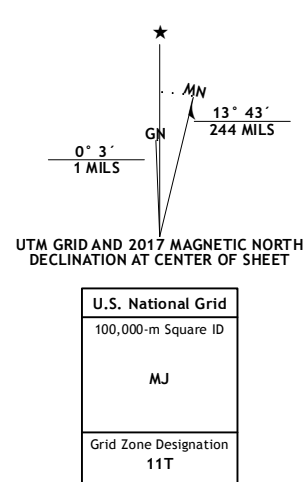 ★
MN
GN
13° 43´
244 MILS
0° 3´
1 MILS
UTM GRID AND 2017 MAGNETIC NORTH
DECLINATION AT CENTER OF SHEET
U.S. National Grid
100,000-m Square ID
MJ
Grid Zone Designation
11T